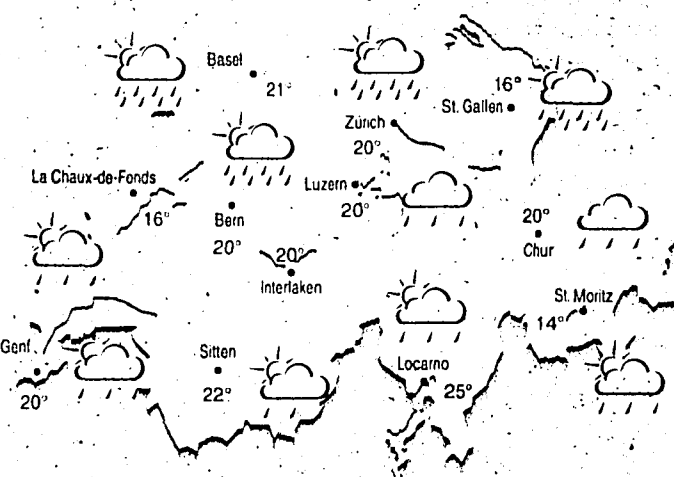 Basel
21°
16°
St. Gallen
Zürich
20°
La Chaux-de-Fonds
16°
Luzern
20°
Bern
20°
20°
Chur
20°
Interlaken
St. Moritz
14°
Genf
20°
Sitten
22°
Locarno
25°